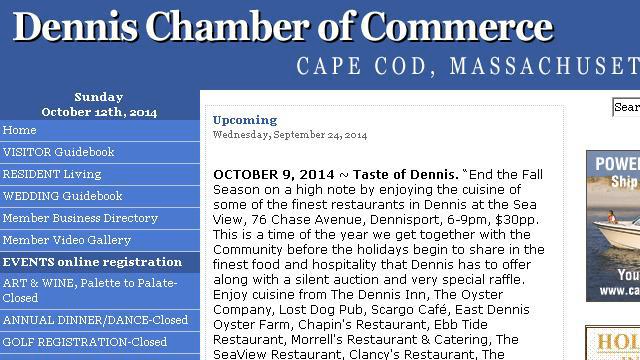 Dennis Chamber of Commerce
CAPE COD, MASSACHUSET
Sunday
October 12th, 2014
Home
VISITOR Guidebook
RESIDENT Living
WEDDING Guidebook
Member Business Directory
Member Video Gallery
EVENTS online registration
ART & WINE, Palette to Palate-
Closed
ANNUAL DINNER/DANCE-Closed
GOLF REGISTRATION-Closed
Upcoming
Wednesday, September 24, 2014
OCTOBER 9, 2014 ~ Taste of Dennis. “End the Fall
Season on a high note by enjoying the cuisine of
some of the finest restaurants in Dennis at the Sea
View, 76 Chase Avenue, Dennisport, 6-9pm, $30pp.
This is a time of the year we get together with the
Community before the holidays begin to share in the
finest food and hospitality that Dennis has to offer
along with a silent auction and very special raffle.
Enjoy cuisine from The Dennis Inn, The Oyster
Company, Lost Dog Pub, Scargo Café, East Dennis
Oyster Farm, Chapin's Restaurant, Ebb Tide
Restaurant, Morrell's Restaurant & Catering, The
SeaView Restaurant, Clancy's Restaurant, The
Sear
POWE
Ship
You
www.ca
HOL